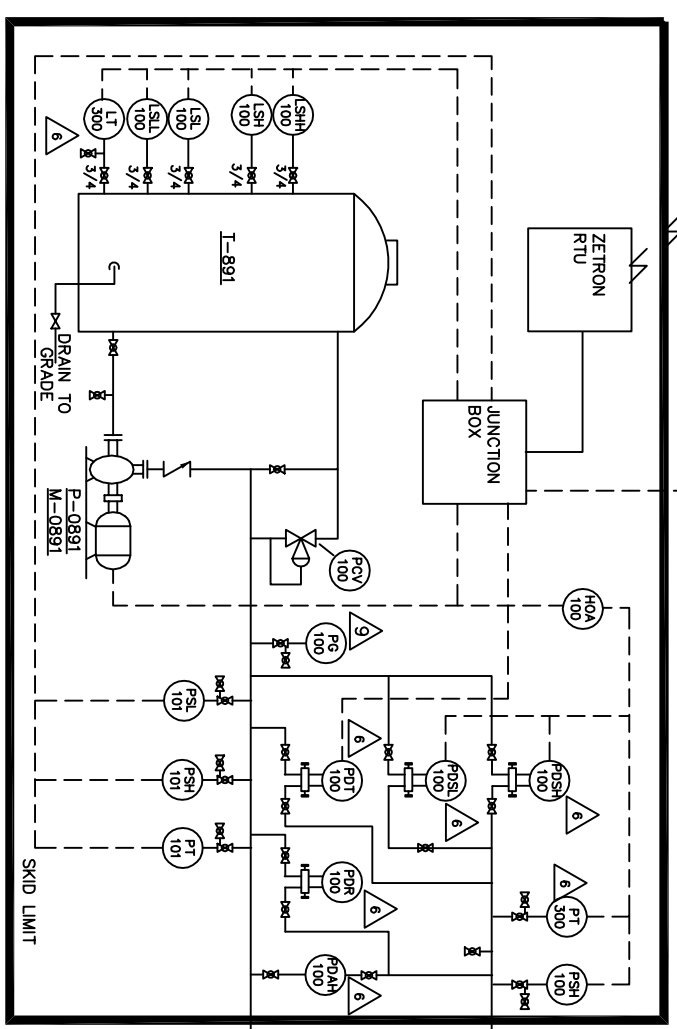 ZETRON
RTU
JUNCTION
BOX
HOA
100
LSHH
100
LSH
100
LSL
100
LSLL
100
LT
300
6
3/4
3/4
3/4
3/4
3/4
T-891
DRAIN TO
GRADE
P-0891
M-0891
PCV
100
PG
100
9
PDSH
100
6
PDSL
100
6
PDT
100
6
PDR
100
6
PT
300
6
PSH
100
PDAH
100
6
PSL
101
PSH
101
PT
101
SKID LIMIT